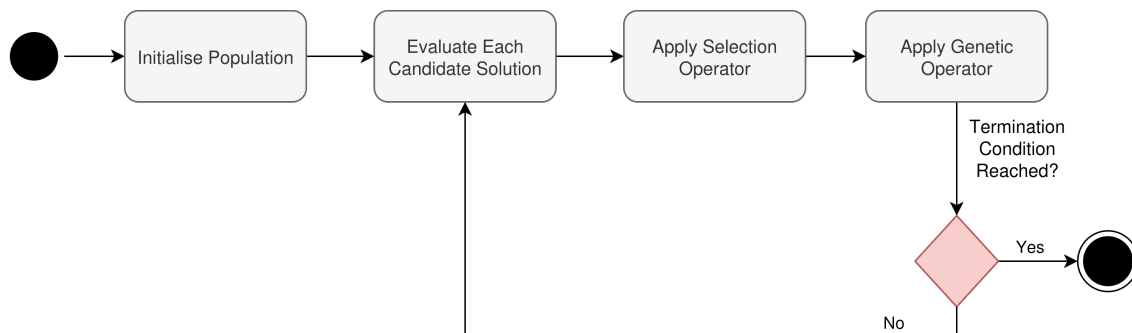 Initialise Population
Evaluate Each
Candidate Solution
Apply Selection
Operator
Apply Genetic
Operator
Termination
Condition
Reached?
Yes
No